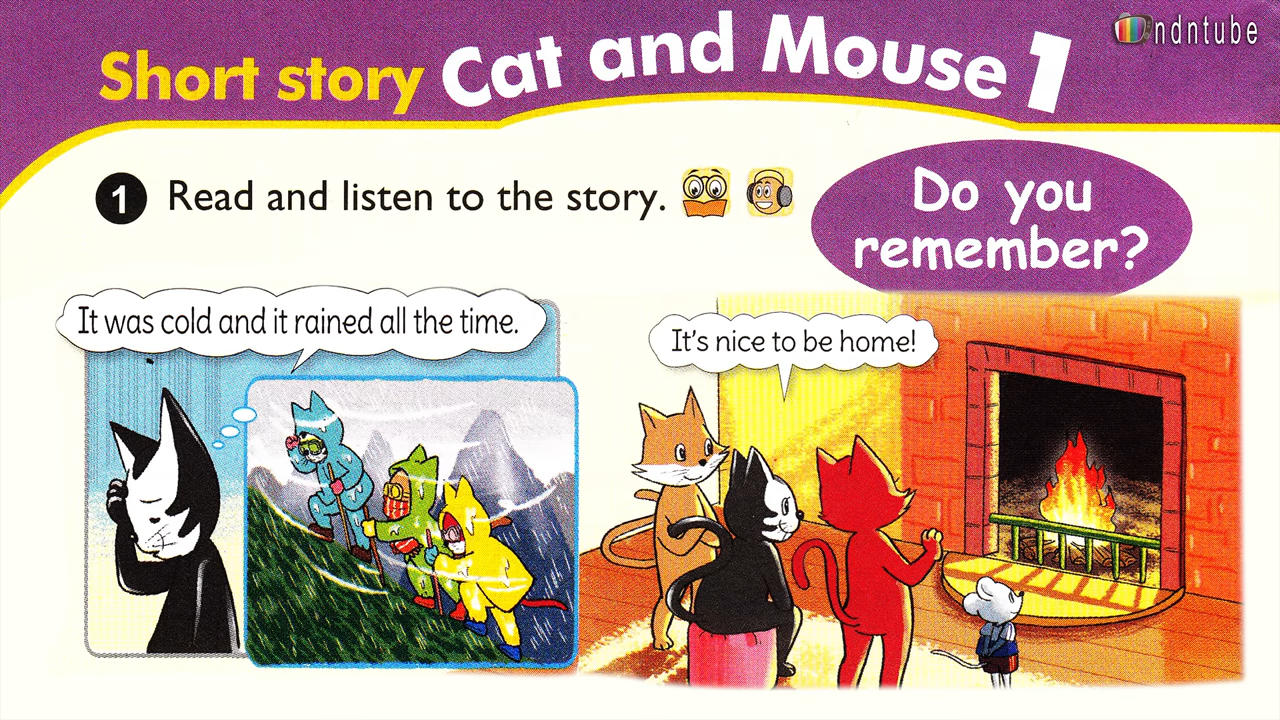 Short story Cat and Mouse 1
ndntube
1 Read and listen to the story.
Do you
remember?
It was cold and it rained all the time.
It's nice to be home!